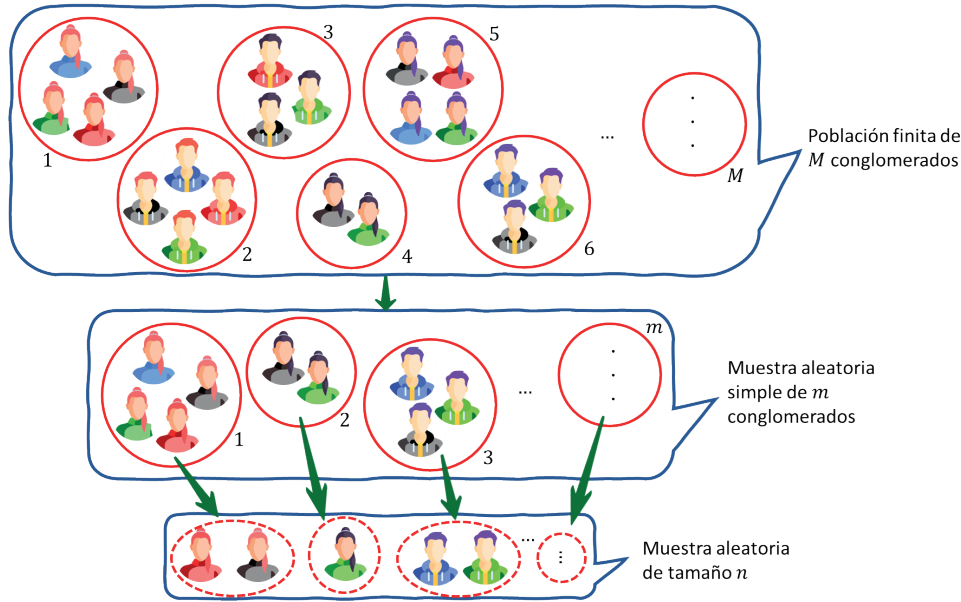 3
5
1
...
M
2
4
6
Población finita de
M conglomerados
m
...
1
2
3
Muestra aleatoria
simple de m
conglomerados
...
Muestra aleatoria
de tamaño n